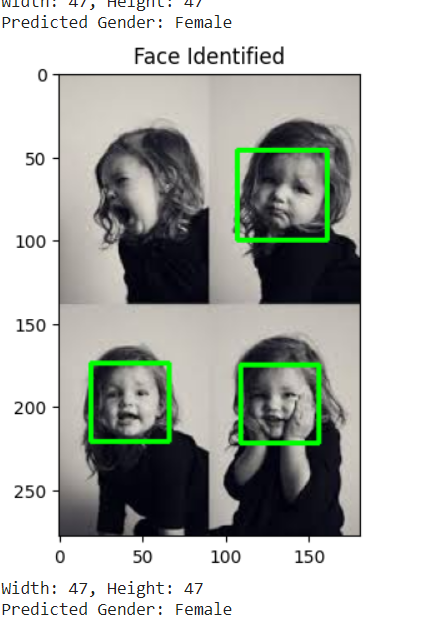 Width: 47, Height: 47
Predicted Gender: Female
Face Identified
0
50
100
150
200
250
0 50 100 150
Width: 47, Height: 47
Predicted Gender: Female